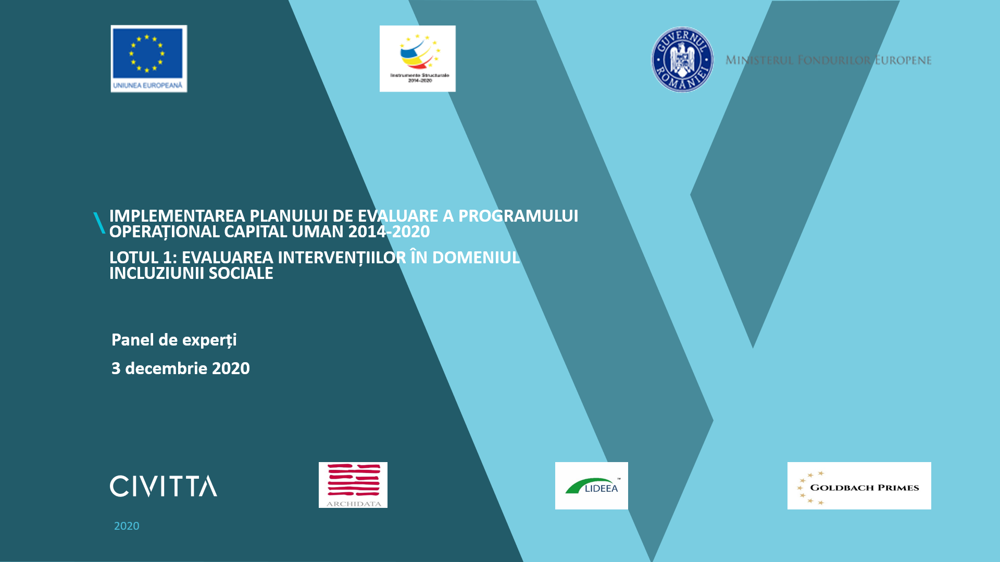 UNIUNEA EUROPEANĂ
Instrumente Structurale
2014-2020
GUVERNUL ROMÂNIEI
MINISTERUL FONDURILOR EUROPENE
IMPLEMENTAREA PLANULUI DE EVALUARE A PROGRAMULUI
OPERAȚIONAL CAPITAL UMAN 2014-2020
LOTUL 1: EVALUAREA INTERVENȚIILOR ÎN DOMENIUL
INCLUZIUNII SOCIALE
Panel de experți
3 decembrie 2020
CIVITTA
ARCHIDATA
LIDEEA™
GOLDBACH PRIMES
2020